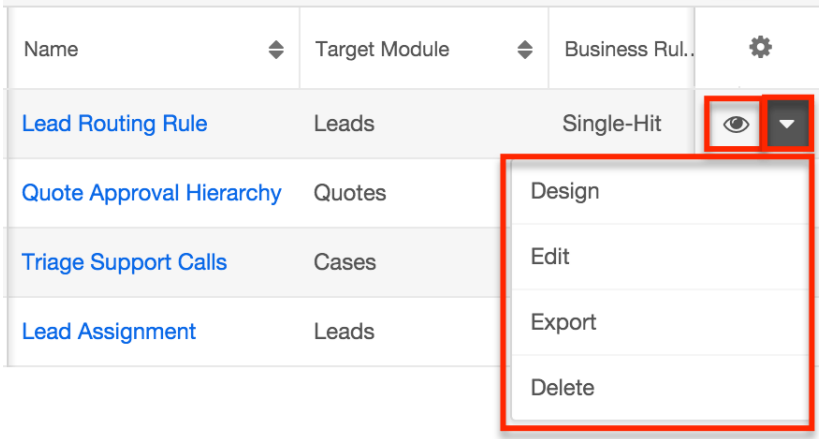 Name Target Module Business Rul..
Lead Routing Rule Leads Single-Hit
Quote Approval Hierarchy Quotes Design
Triage Support Calls Cases Edit
Lead Assignment Leads Export
Delete